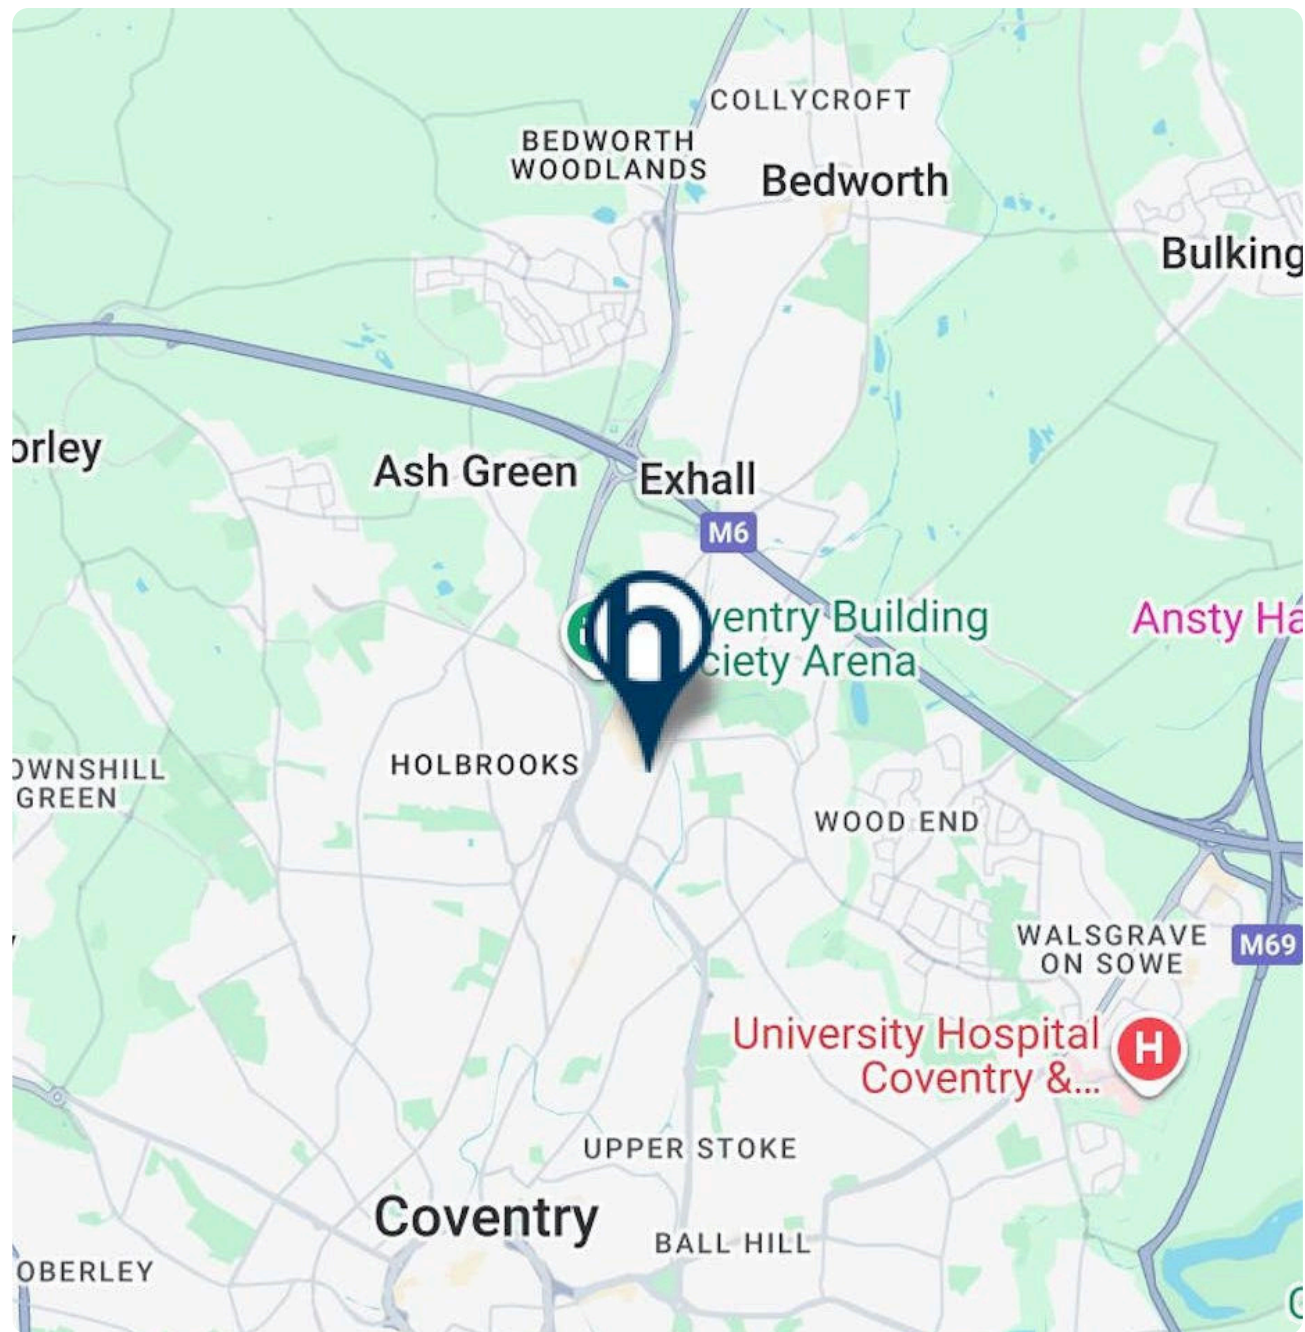 COLLYCROFT
BEDWORTH
WOODLANDS
Bedworth
Bulking
orley
Ash Green
Exhall
M6
h
ventry Building
ciety Arena
Ansty Ha
HOLBROOKS
OWNSHILL
GREEN
WOOD END
WALSGRAVE
ON SOWE
M69
University Hospital
Coventry &...
H
UPPER STOKE
Coventry
BALL HILL
OBERLEY